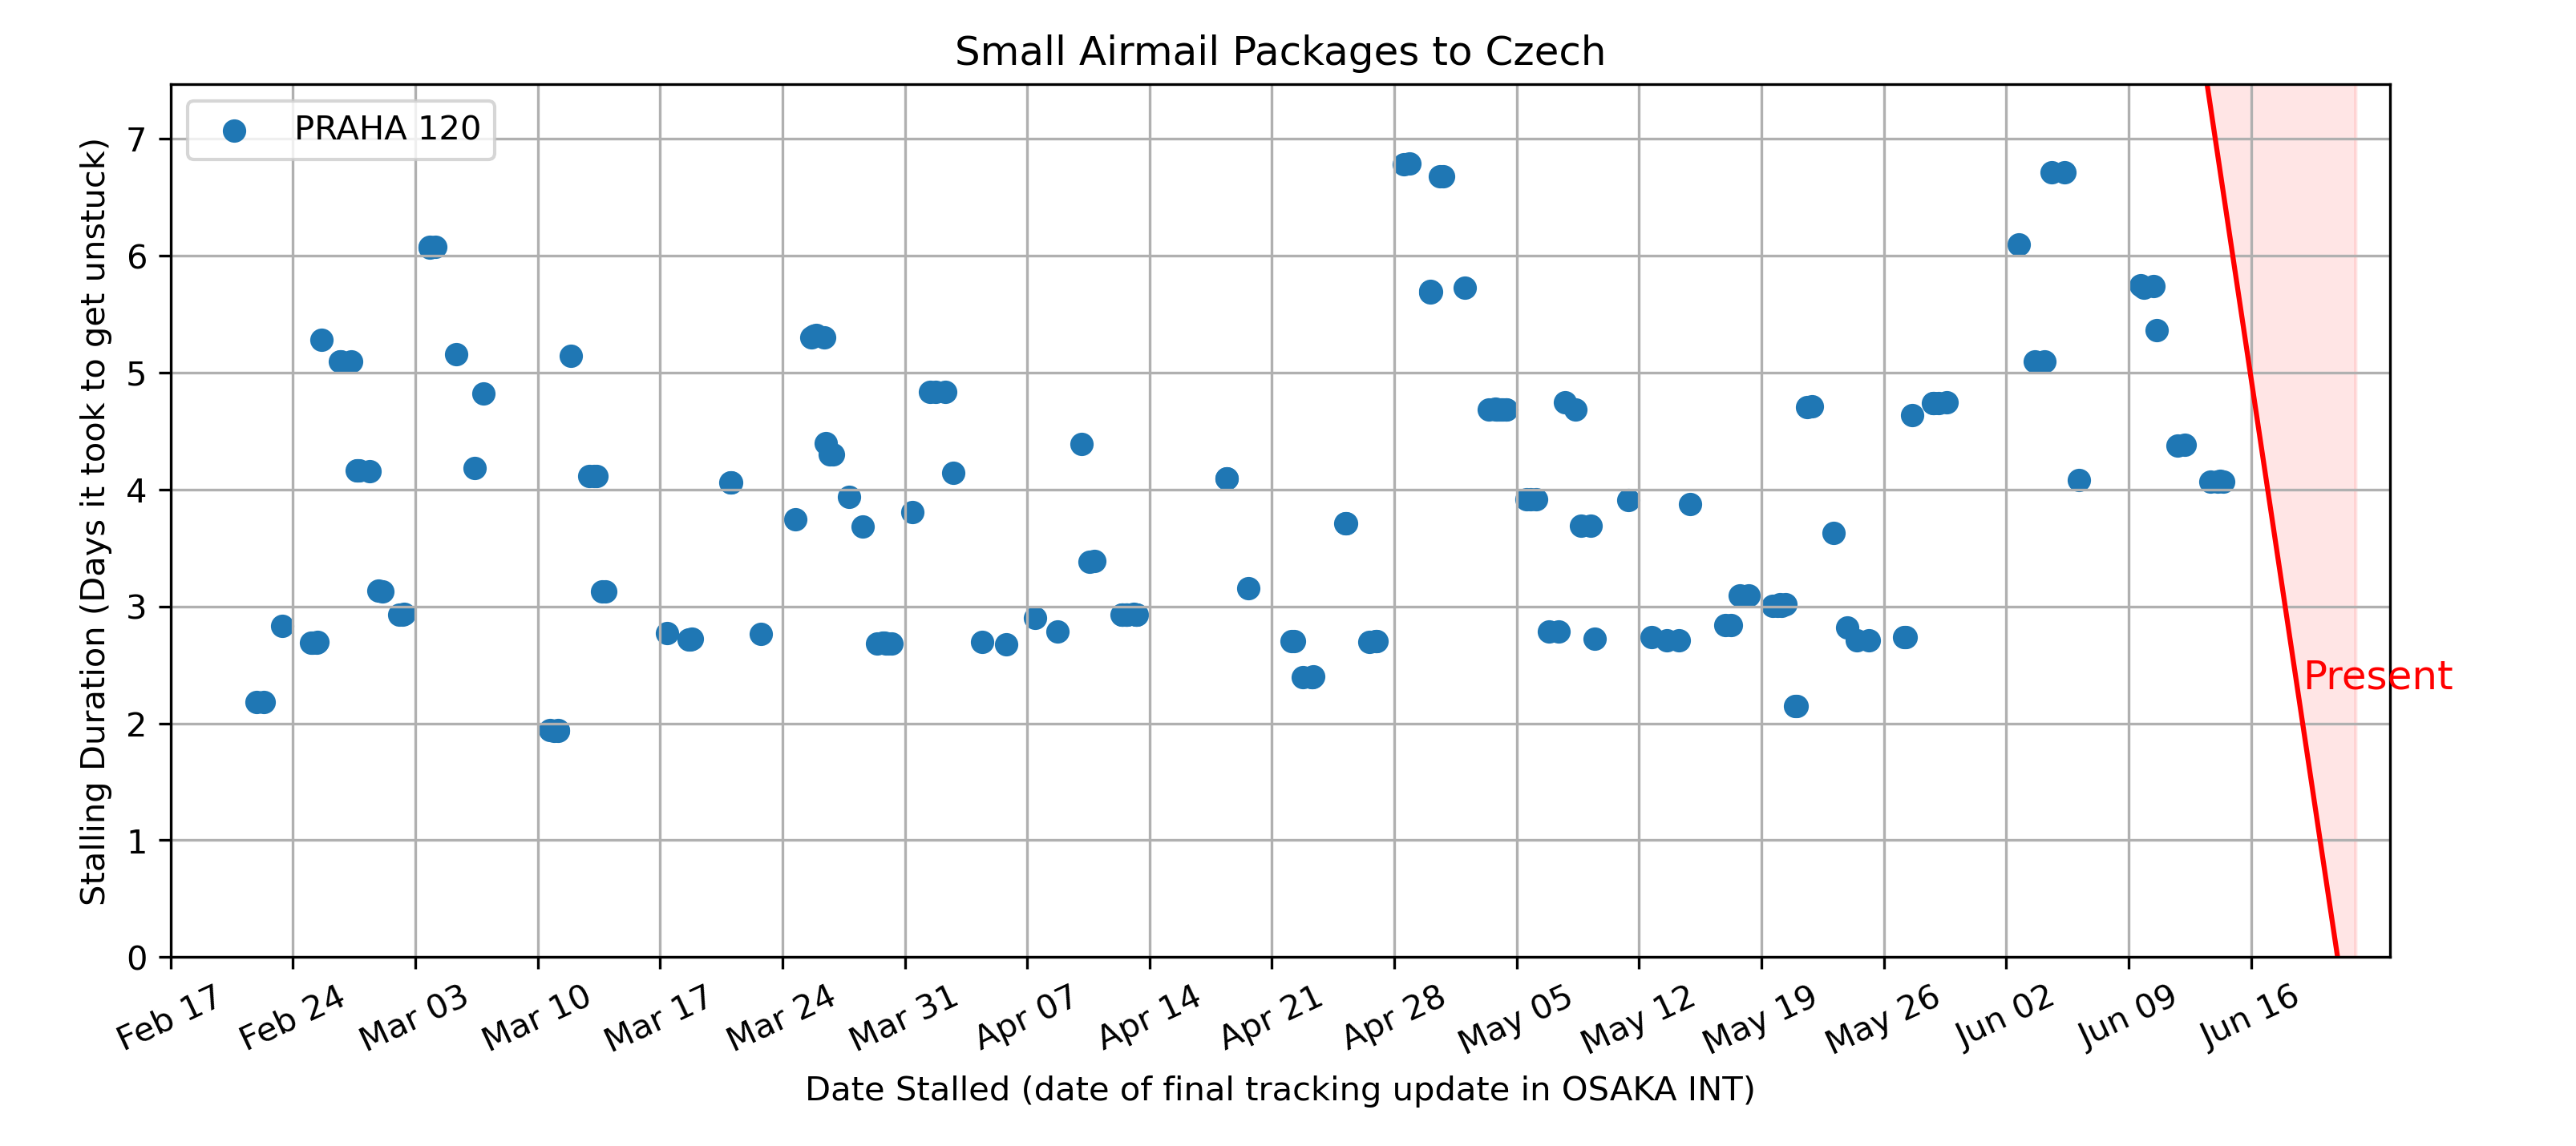 Small Airmail Packages to Czech
PRAHA 120
Stalling Duration (Days it took to get unstuck)
7
6
5
4
3
2
1
0
Present
Feb 17
Feb 24
Mar 03
Mar 10
Mar 17
Mar 24
Mar 31
Apr 07
Apr 14
Apr 21
Apr 28
May 05
May 12
May 19
May 26
Jun 02
Jun 09
Jun 16
Date Stalled (date of final tracking update in OSAKA INT)